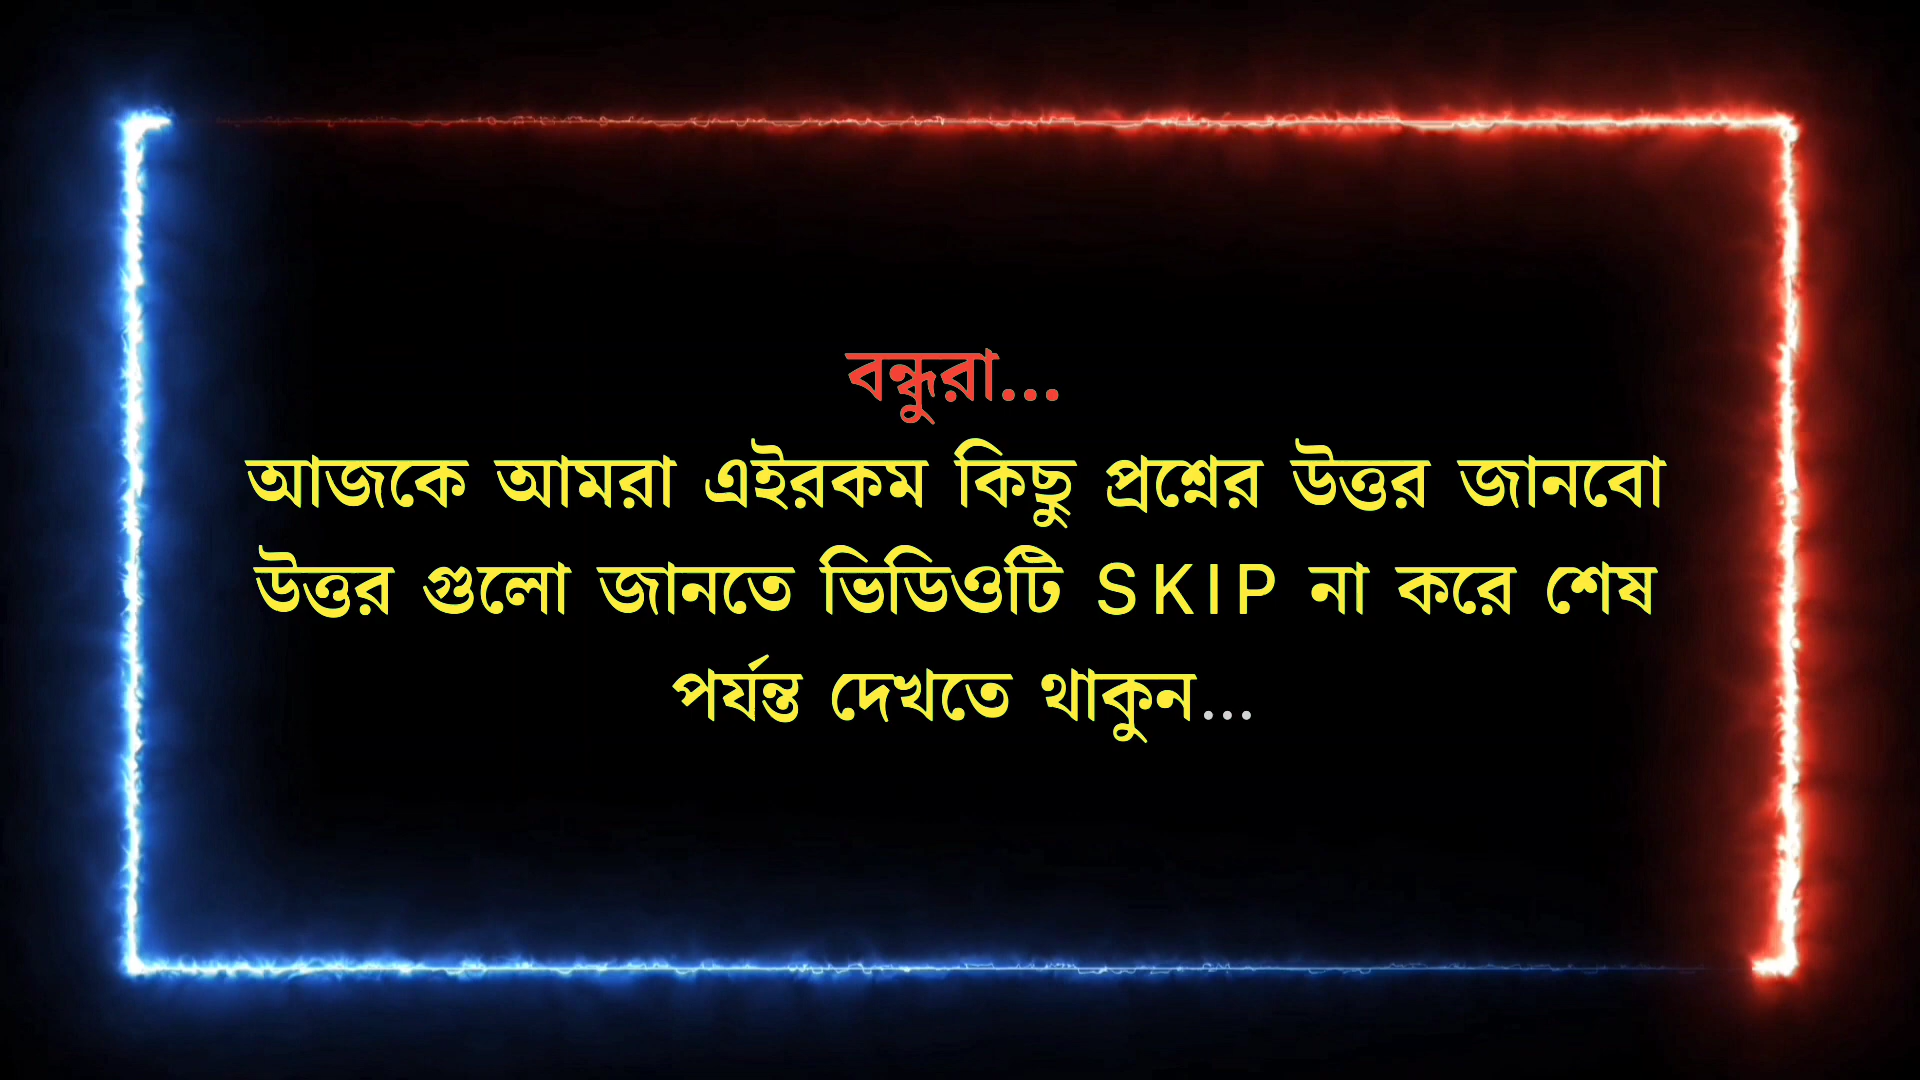 বন্ধুরা...
আজকে আমরা এইরকম কিছু প্রশ্নের উত্তর জানবো
উত্তর গুলো জানতে ভিডিওটি SKIP না করে শেষ
পর্যন্ত দেখতে থাকুন...